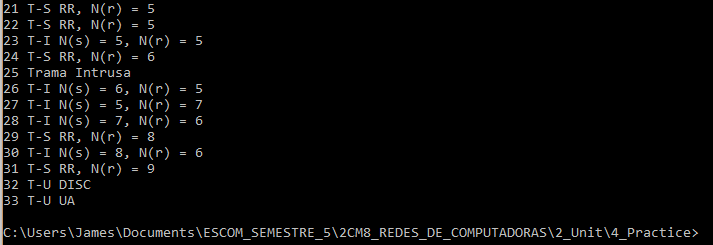 21 T-S RR, N(r) = 5
22 T-S RR, N(r) = 5
23 T-I N(s) = 5, N(r) = 5
24 T-S RR, N(r) = 6
25 Trama Intrusa
26 T-I N(s) = 6, N(r) = 5
27 T-I N(s) = 5, N(r) = 7
28 T-I N(s) = 7, N(r) = 6
29 T-S RR, N(r) = 8
30 T-I N(s) = 8, N(r) = 6
31 T-S RR, N(r) = 9
32 T-U DISC
33 T-U UA
C:\Users\James\Documents\ESCOM_SEMESTRE_5\2CM8_REDES_DE_COMPUTADORAS\2_Unit\4_Practice>